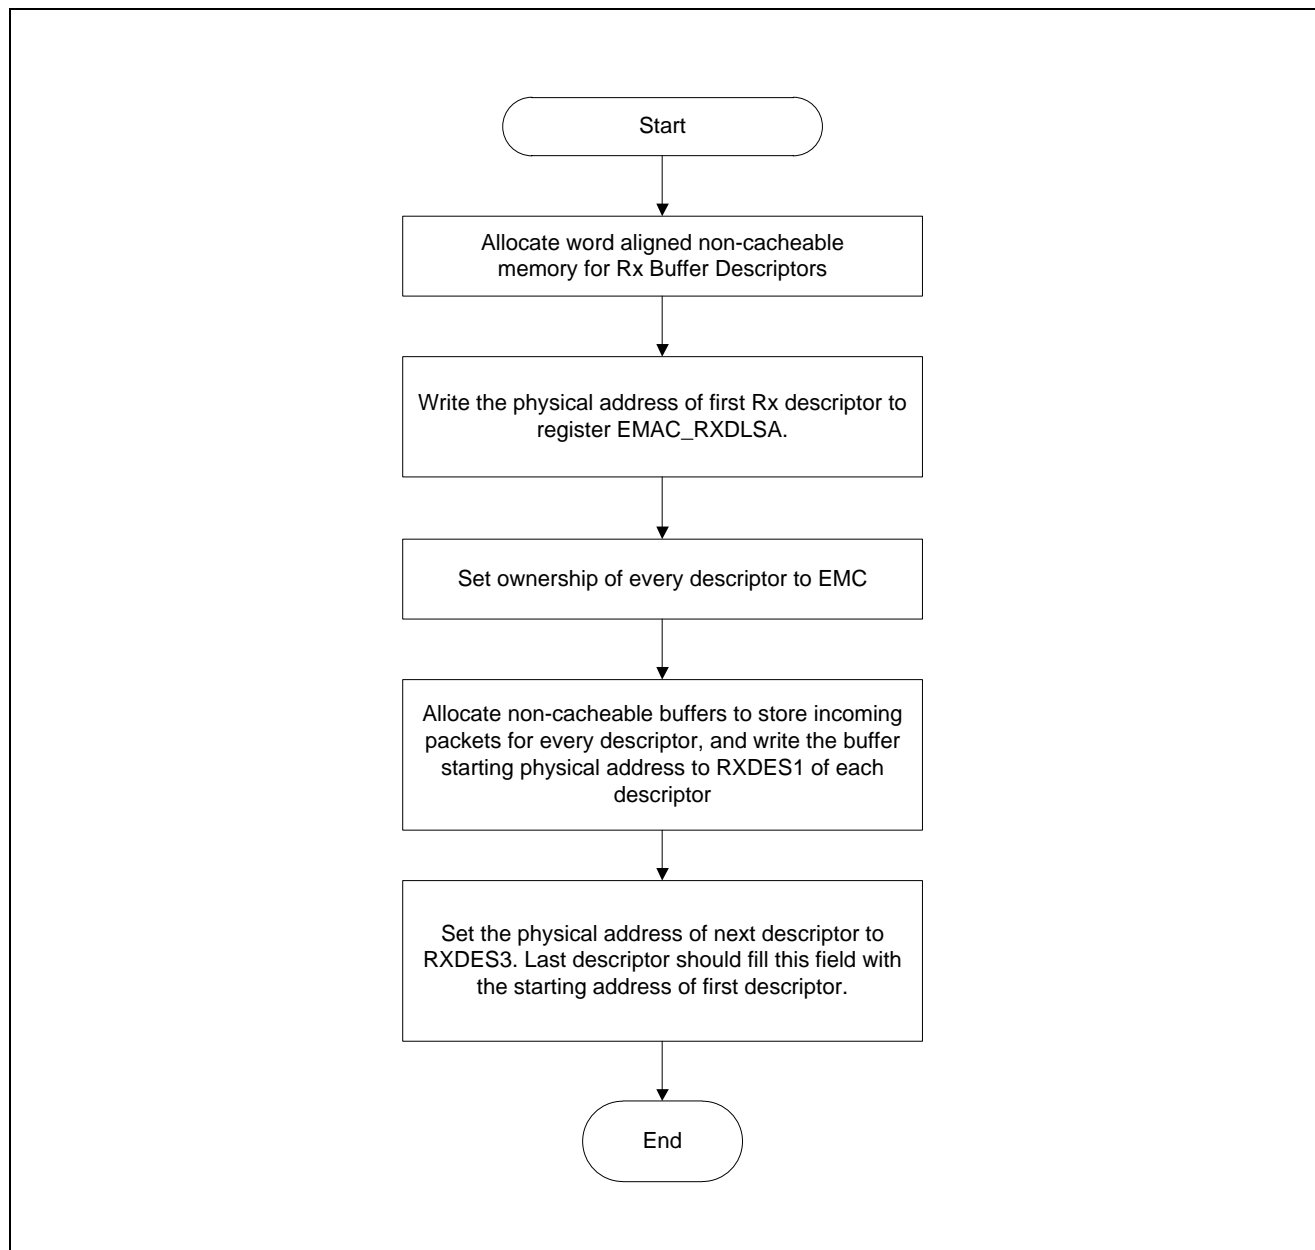 Start
Allocate word aligned non-cacheable
memory for Rx Buffer Descriptors
Write the physical address of first Rx descriptor to
register EMAC_RXDLSA.
Set ownership of every descriptor to EMC
Allocate non-cacheable buffers to store incoming
packets for every descriptor, and write the buffer
starting physical address to RXDES1 of each
descriptor
Set the physical address of next descriptor to
RXDES3. Last descriptor should fill this field with
the starting address of first descriptor.
End